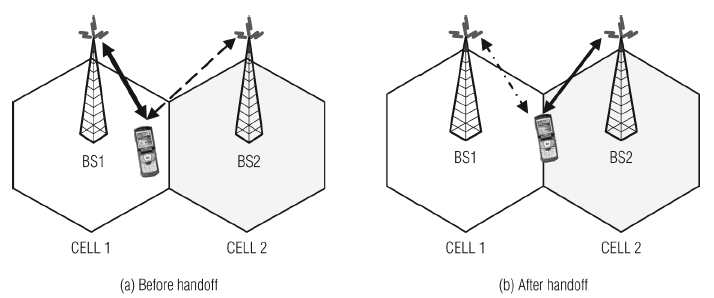 BS1
BS2
CELL 1
CELL 2
(a) Before handoff
BS1
BS2
CELL 1
CELL 2
(b) After handoff